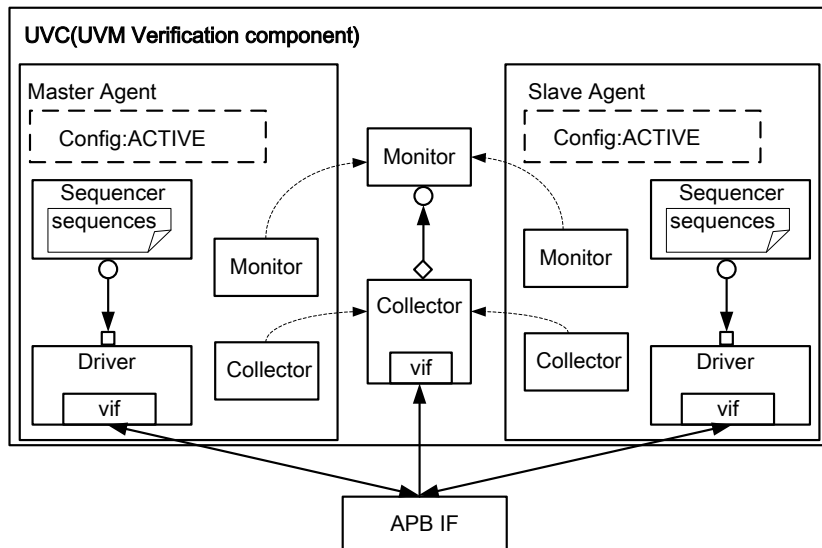 UVC(UVM Verification component)
Master Agent
Config:ACTIVE
Sequencer
sequences
Driver
vif
Monitor
Collector
Monitor
Collector
vif
Slave Agent
Config:ACTIVE
Monitor
Collector
Sequencer
sequences
Driver
vif
APB IF